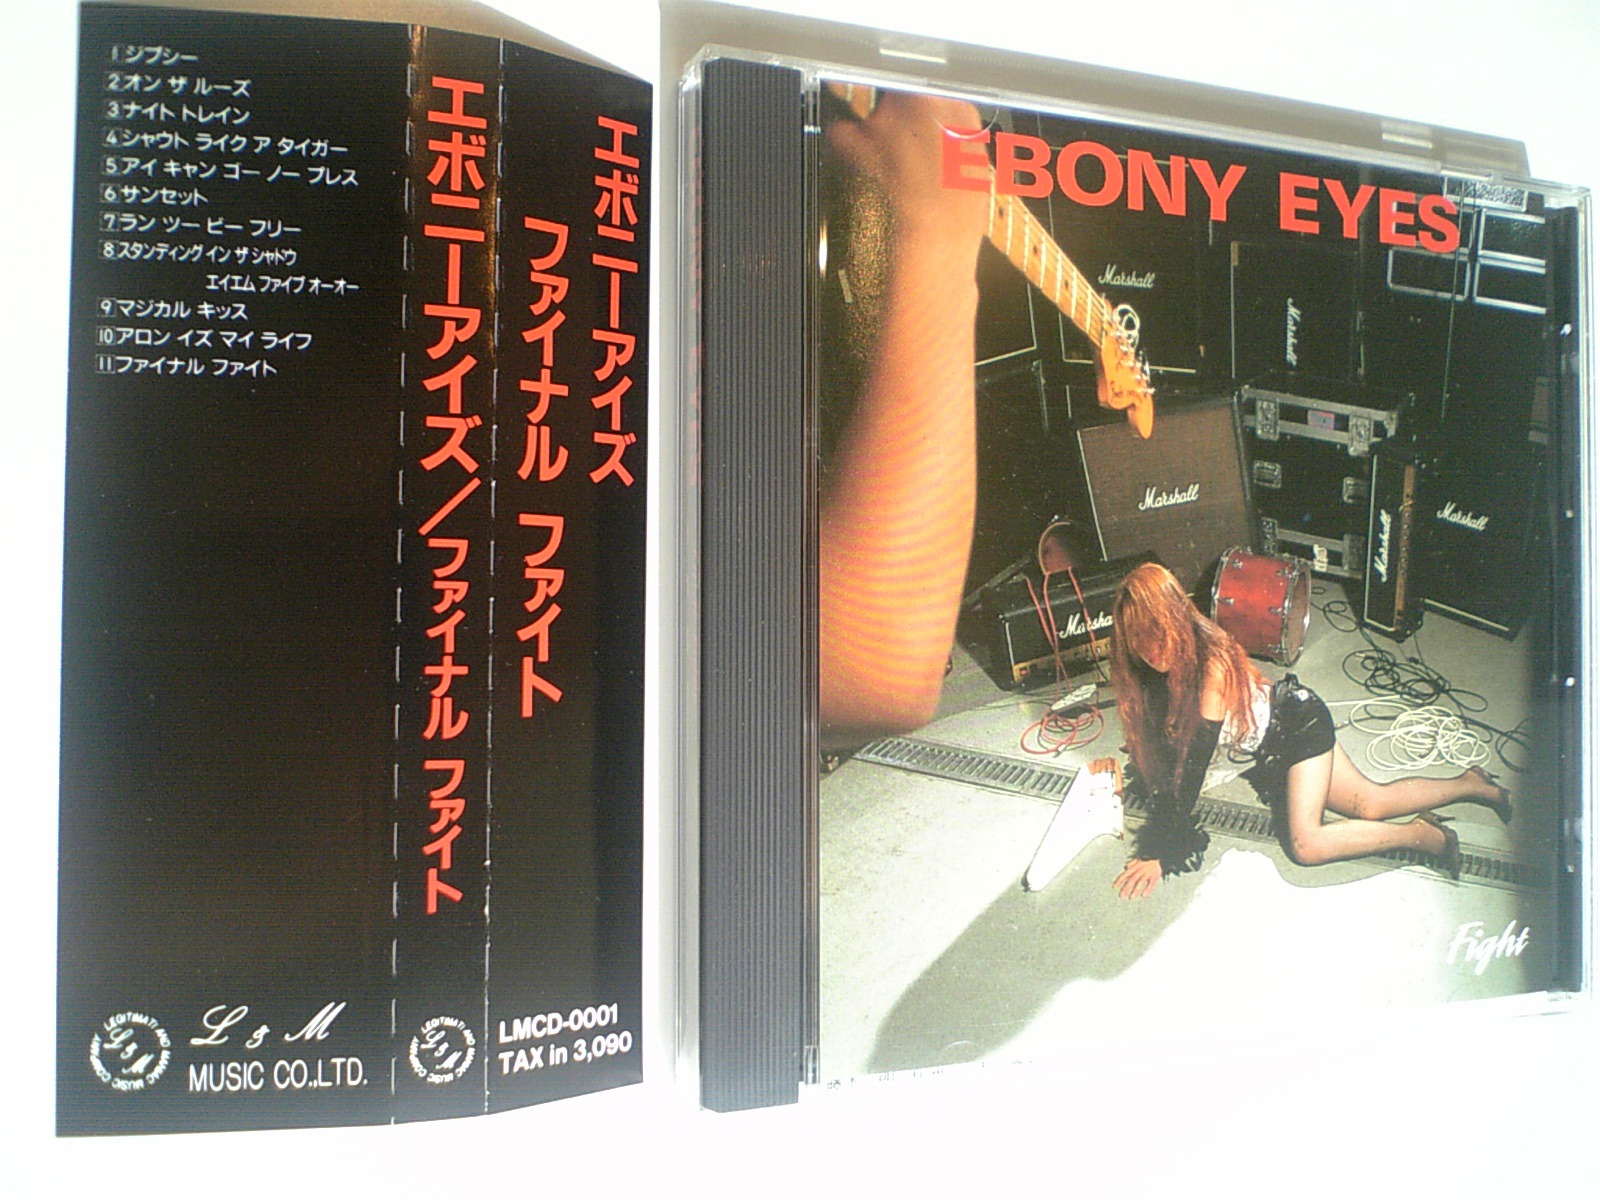 1 ジプシー
2 オン ザ ルーズ
3 ナイト トレイン
4 シャウト ライク ア タイガー
5 アイ キャン ゴー ノー プレス
6 サンセット
7 ラン ツー ビー フリー
8 スタンディング イン ザ シャドウ
エイエム ファイブ オーオー
9 マジカル キッス
10 アロン イズ マイ ライフ
11 ファイナル ファイト
L & M
MUSIC CO.,LTD.
エボニーアイズ/ファイナル ファイト
エボニーアイズ
ファイナル ファイト
LMCD-0001
TAX in 3,090
EBONY EYES
Marshall
Marshall
Marshall
Marshall
Marshall
Marsha
Fight